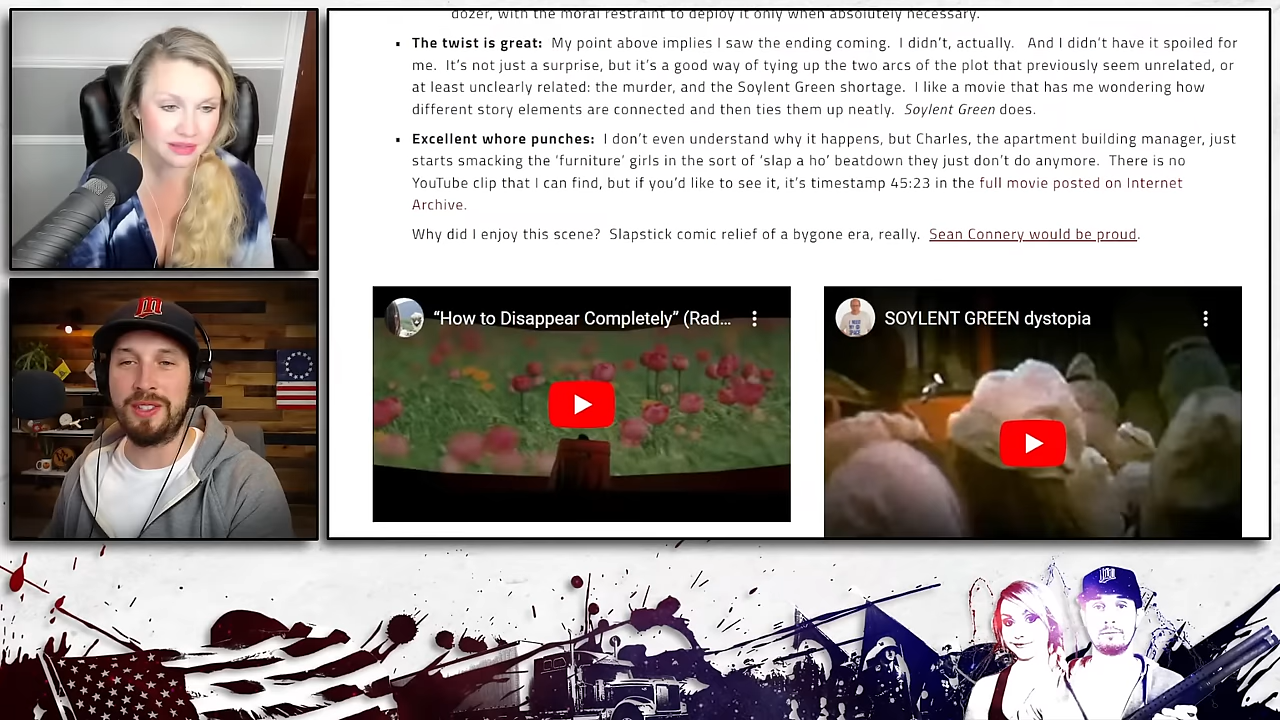 dozer, with the moral restraint to deploy it only when absolutely necessary.
▪ The twist is great: My point above implies I saw the ending coming. I didn’t, actually. And I didn’t have it spoiled for
me. It’s not just a surprise, but it’s a good way of tying up the two arcs of the plot that previously seem unrelated, or
at least unclearly related: the murder, and the Soylent Green shortage. I like a movie that has me wondering how
different story elements are connected and then ties them up neatly. Soylent Green does.
▪ Excellent whore punches: I don’t even understand why it happens, but Charles, the apartment building manager, just
starts smacking the ‘furniture’ girls in the sort of ‘slap a ho’ beatdown they just don’t do anymore. There is no
YouTube clip that I can find, but if you’d like to see it, it’s timestamp 45:23 in the full movie posted on Internet
Archive.
Why did I enjoy this scene? Slapstick comic relief of a bygone era, really. Sean Connery would be proud.
“How to Disappear Completely” (Rad...
SOYLENT GREEN dystopia